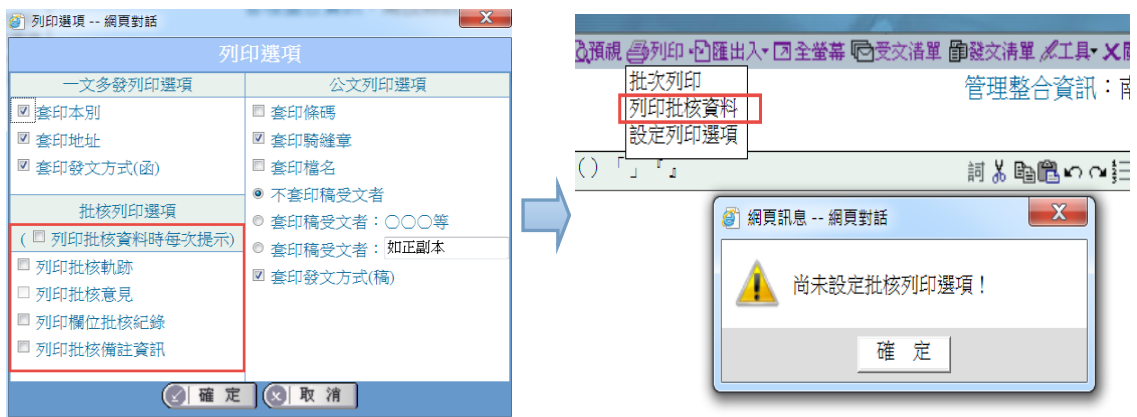 列印選項 -- 網頁對話
列印選項
一文多發列印選項
套印本別
套印地址
套印發文方式(函)
批核列印選項
(列印批核資料時每次提示)
列印批核軌跡
列印批核意見
列印欄位批核紀錄
列印批核備註資訊
公文列印選項
套印條碼
套印騎縫章
套印檔名
不套印稿受文者
套印稿受文者：○○○等
套印稿受文者：如正副本
套印發文方式(稿)
確 定
取 消
預視 列印 匯出入 全螢幕 受文清單 發文清單 工具
批次列印
列印批核資料
設定列印選項
管理整合資訊：南
()「」『』
詞
網頁訊息 -- 網頁對話
尚未設定批核列印選項！
確 定